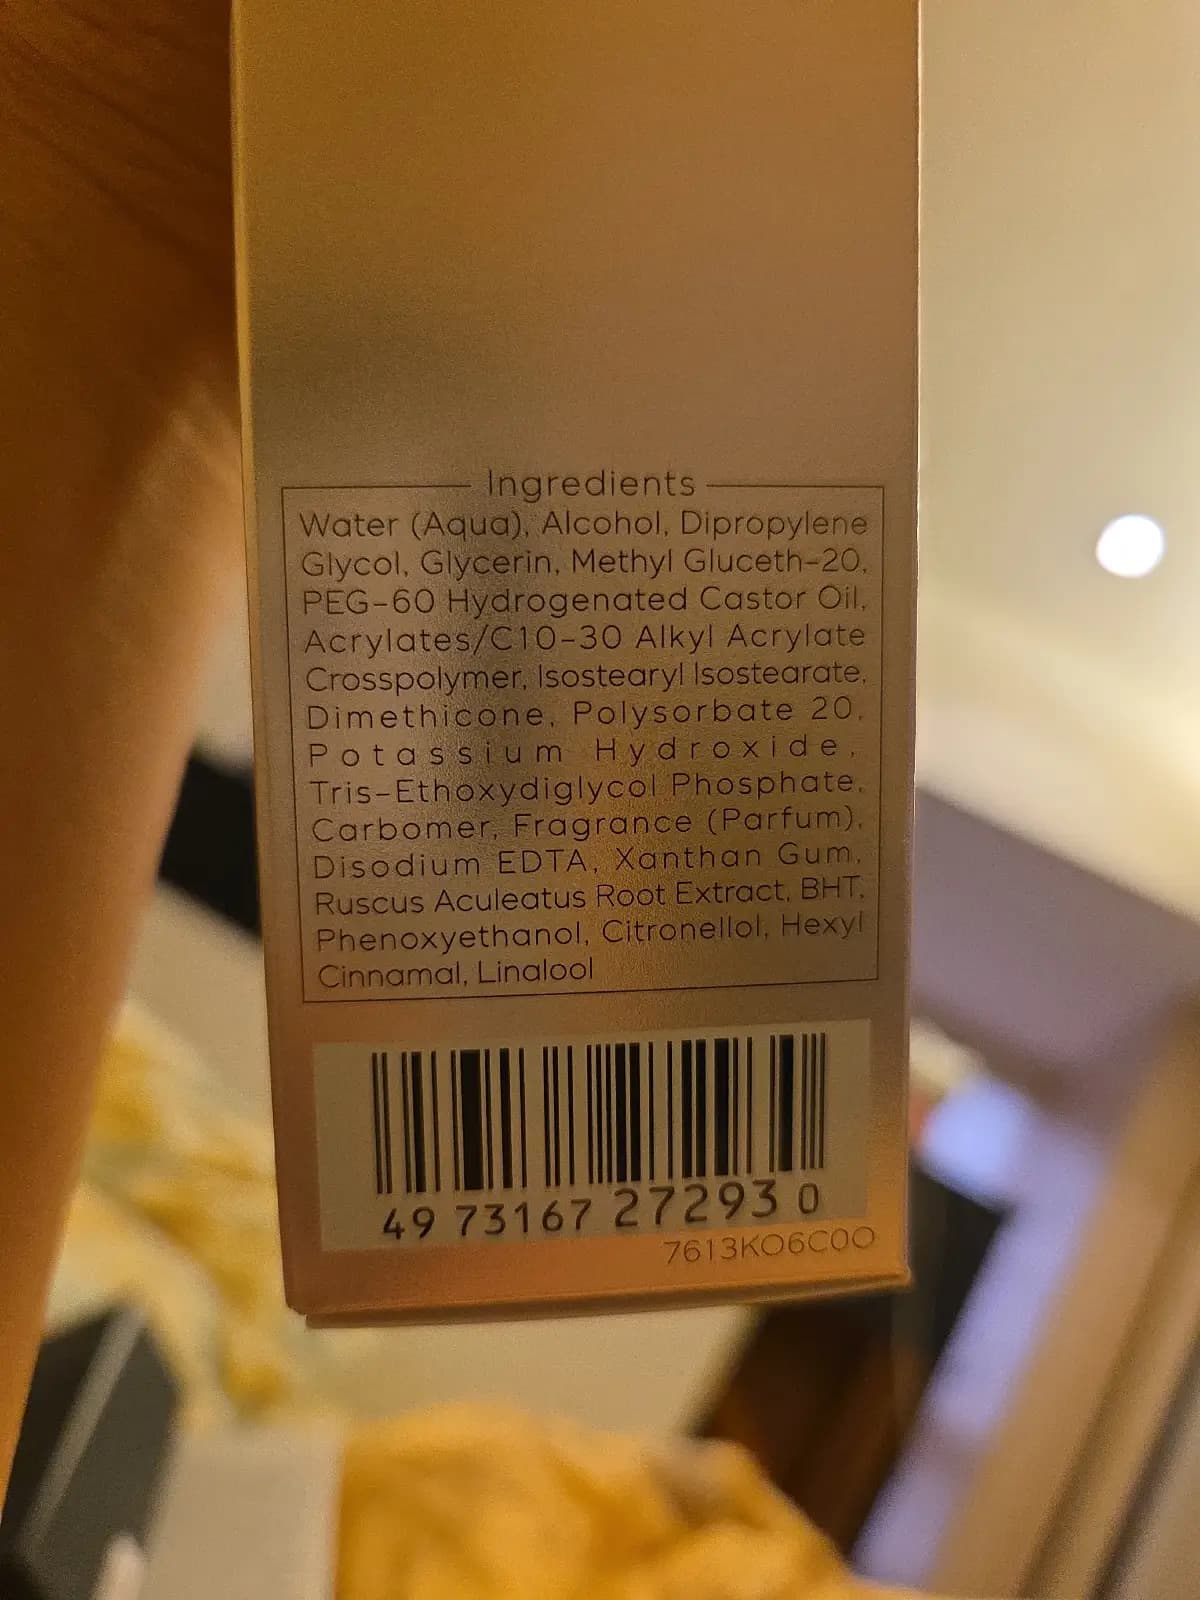 Ingredients
Water (Aqua), Alcohol, Dipropylene
Glycol, Glycerin, Methyl Gluceth-20,
PEG-60 Hydrogenated Castor Oil,
Acrylates/C10-30 Alkyl Acrylate
Crosspolymer, Isostearyl Isostearate,
Dimethicone, Polysorbate 20,
Potassium Hydroxide,
Tris-Ethoxydiglycol Phosphate,
Carbomer, Fragrance (Parfum),
Disodium EDTA, Xanthan Gum,
Ruscus Aculeatus Root Extract, BHT,
Phenoxyethanol, Citronellol, Hexyl
Cinnamal, Linalool
49 73167 27293 0
7613KO6C00